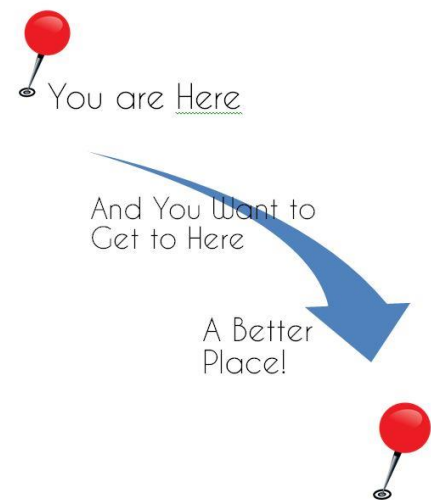 You are Here
And You Want to
Get to Here
A Better
Place!